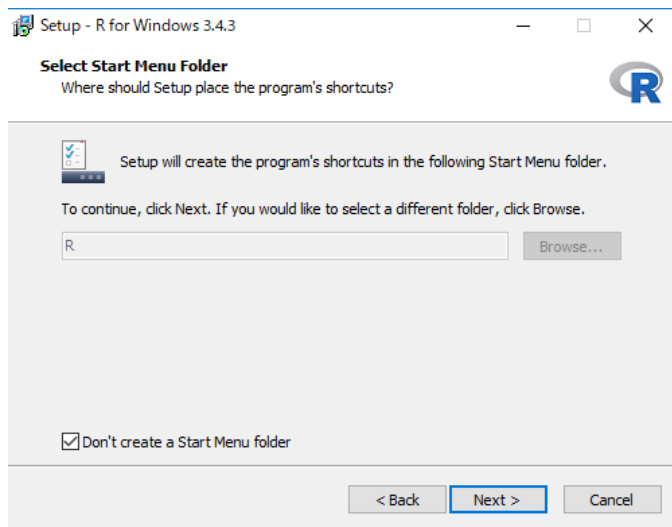 Setup - R for Windows 3.4.3
Select Start Menu Folder
Where should Setup place the program's shortcuts?
R
Setup will create the program's shortcuts in the following Start Menu folder.
To continue, click Next. If you would like to select a different folder, click Browse.
R
Browse...
Don't create a Start Menu folder
< Back
Next >
Cancel